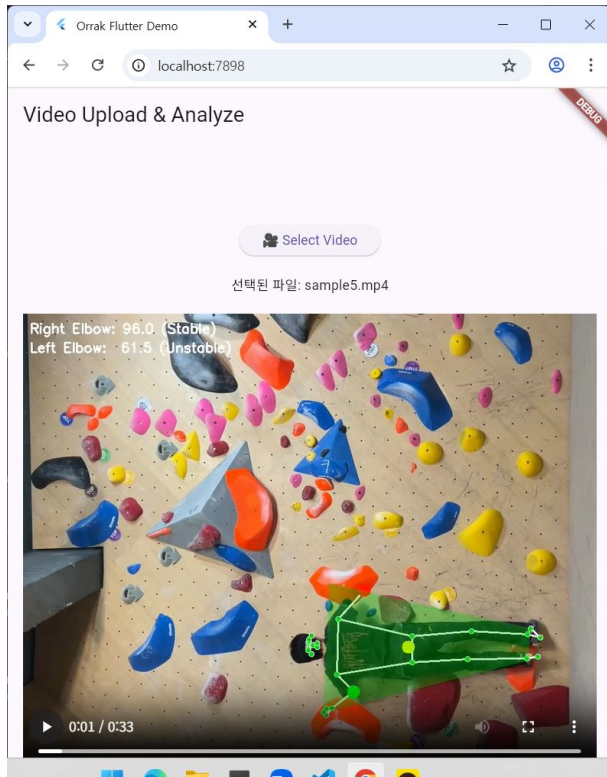 Orrak Flutter Demo
localhost:7898
DEBUG
Video Upload & Analyze
🎥 Select Video
선택된 파일: sample5.mp4
Right Elbow: 96.0 (Stable)
Left Elbow: 61.5 (Unstable)
0:01 / 0:33